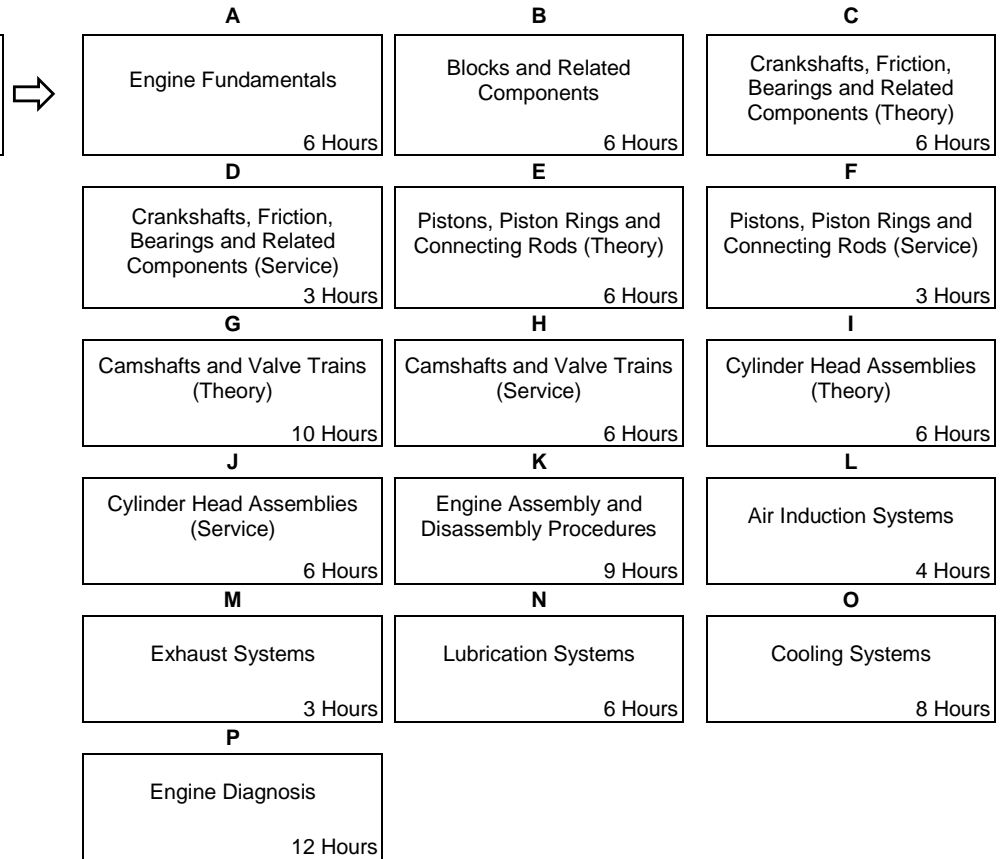 A
B
C
Engine Fundamentals
6 Hours
Blocks and Related
Components
6 Hours
Crankshafts, Friction,
Bearings and Related
Components (Theory)
6 Hours
D
E
F
Crankshafts, Friction,
Bearings and Related
Components (Service)
3 Hours
Pistons, Piston Rings and
Connecting Rods (Theory)
6 Hours
Pistons, Piston Rings and
Connecting Rods (Service)
3 Hours
G
H
I
Camshafts and Valve Trains
(Theory)
10 Hours
Camshafts and Valve Trains
(Service)
6 Hours
Cylinder Head Assemblies
(Theory)
6 Hours
J
K
L
Cylinder Head Assemblies
(Service)
6 Hours
Engine Assembly and
Disassembly Procedures
9 Hours
Air Induction Systems
4 Hours
M
N
O
Exhaust Systems
3 Hours
Lubrication Systems
6 Hours
Cooling Systems
8 Hours
P
Engine Diagnosis
12 Hours